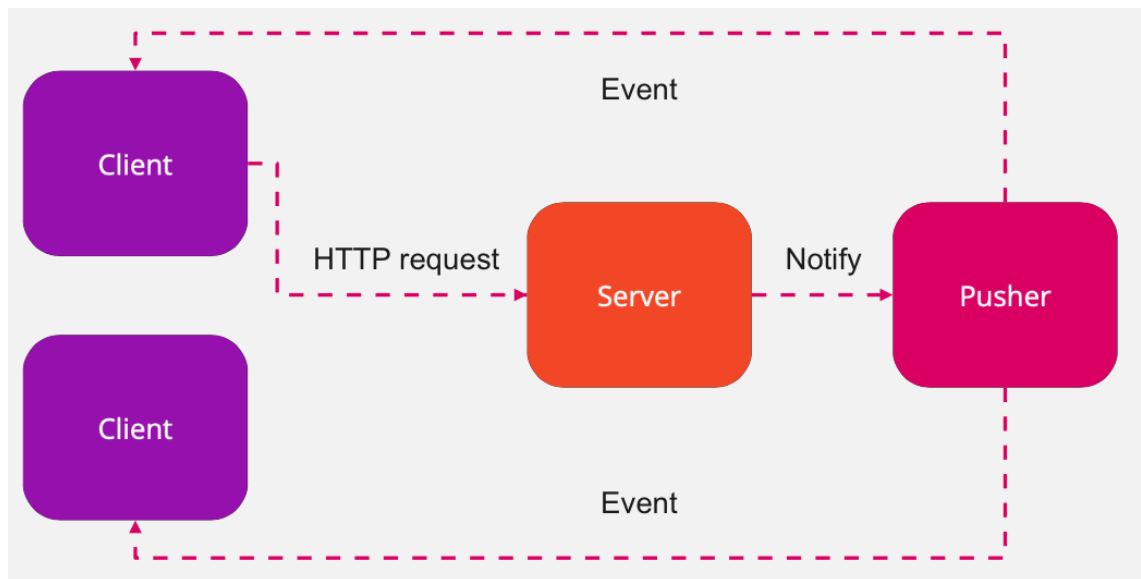 Event
Client
HTTP request
Notify
Server
Pusher
Client
Event